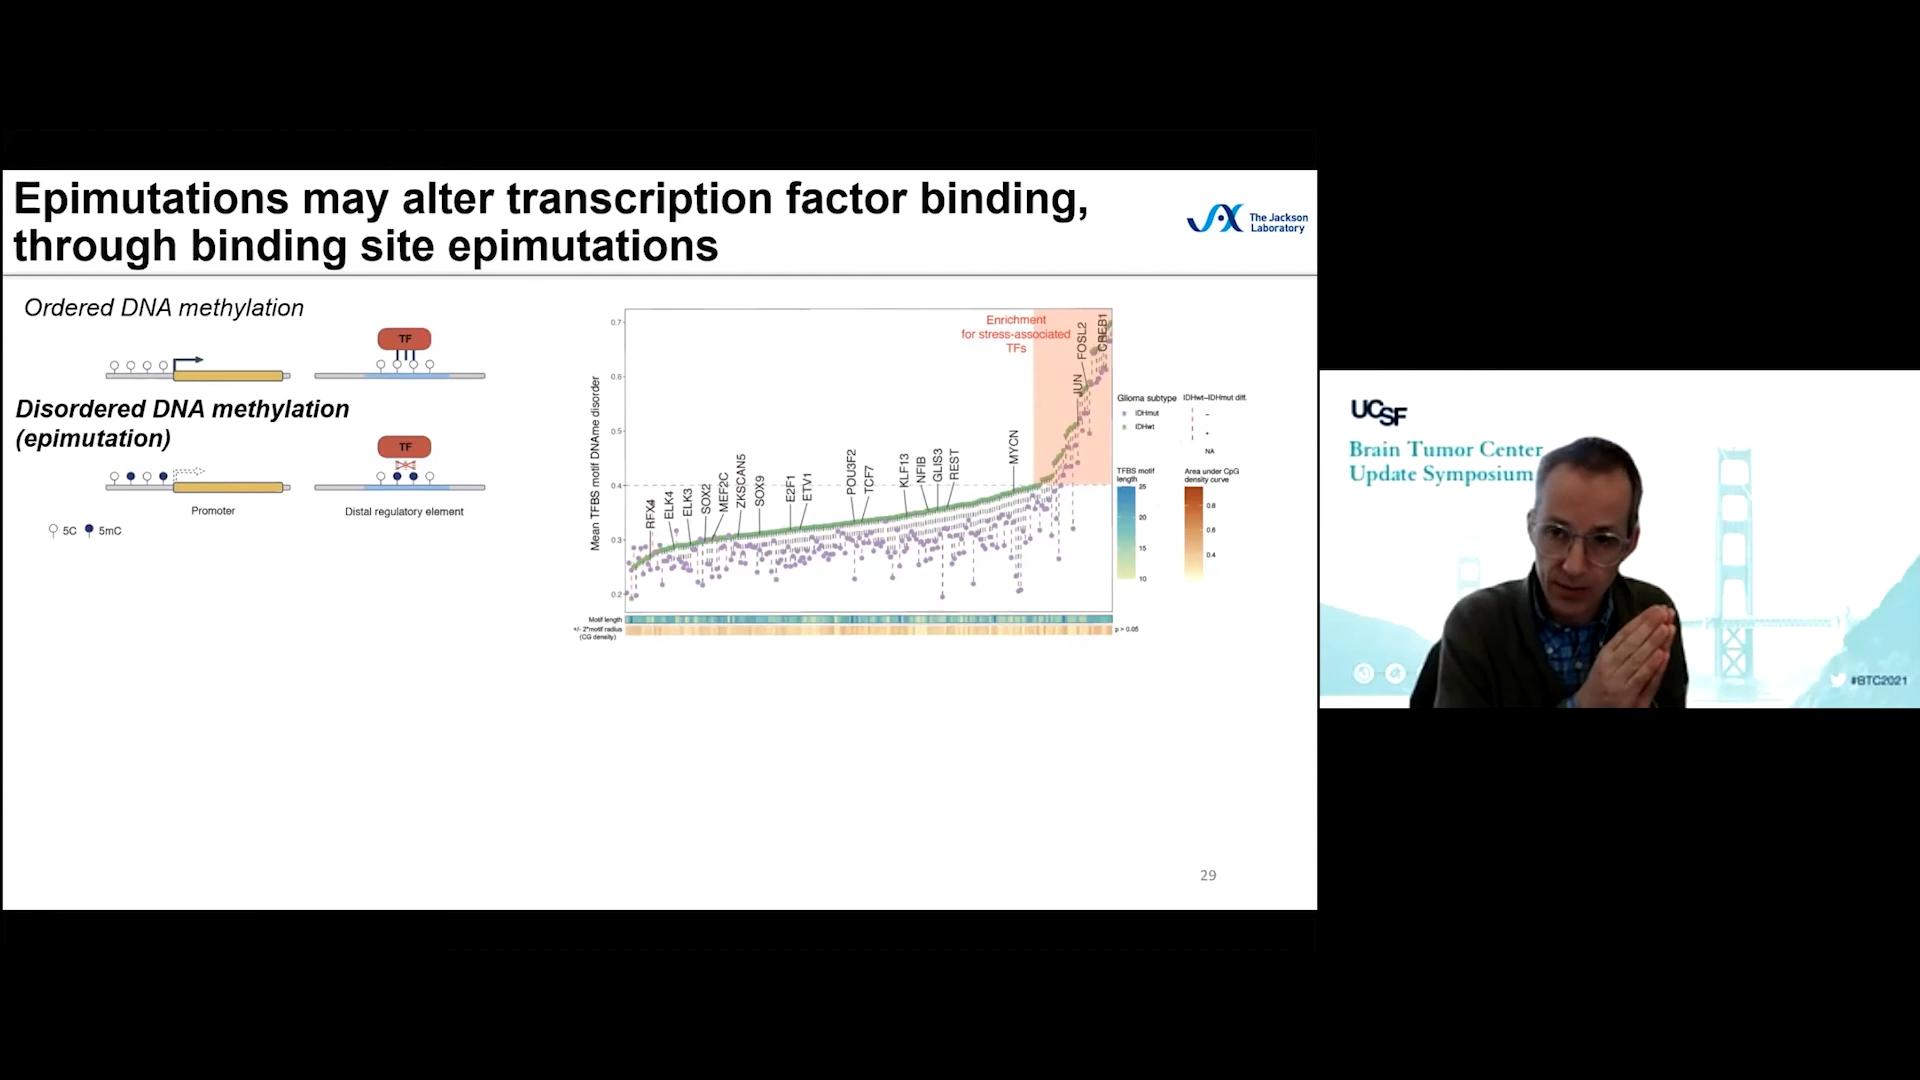 Epimutations may alter transcription factor binding,
through binding site epimutations
The Jackson
Laboratory
Ordered DNA methylation
TF
Disordered DNA methylation
(epimutation)
TF
Promoter
Distal regulatory element
5C
5mC
Mean TFBS motif DNAme disorder
0.7
0.6
0.5
0.4
0.3
0.2
Enrichment
for stress-associated
TFs
RFX4
ELK4
ELK3
SOX2
MEF2C
ZKSCAN5
SOX9
E2F1
ETV1
POU3F2
TCF7
KLF13
NFIB
GLIS3
REST
MYCN
JUN
FOSL2
CREB1
Motif length
+/- 2*motif radius
(CG density)
p > 0.05
Glioma subtype
IDHmut
IDHwt
IDHwt-IDHmut diff.
-
+
NA
TFBS motif
length
25
20
15
10
Area under CpG
density curve
0.8
0.6
0.4
29
UCSF
Brain Tumor Center
Update Symposium
#BTC2021